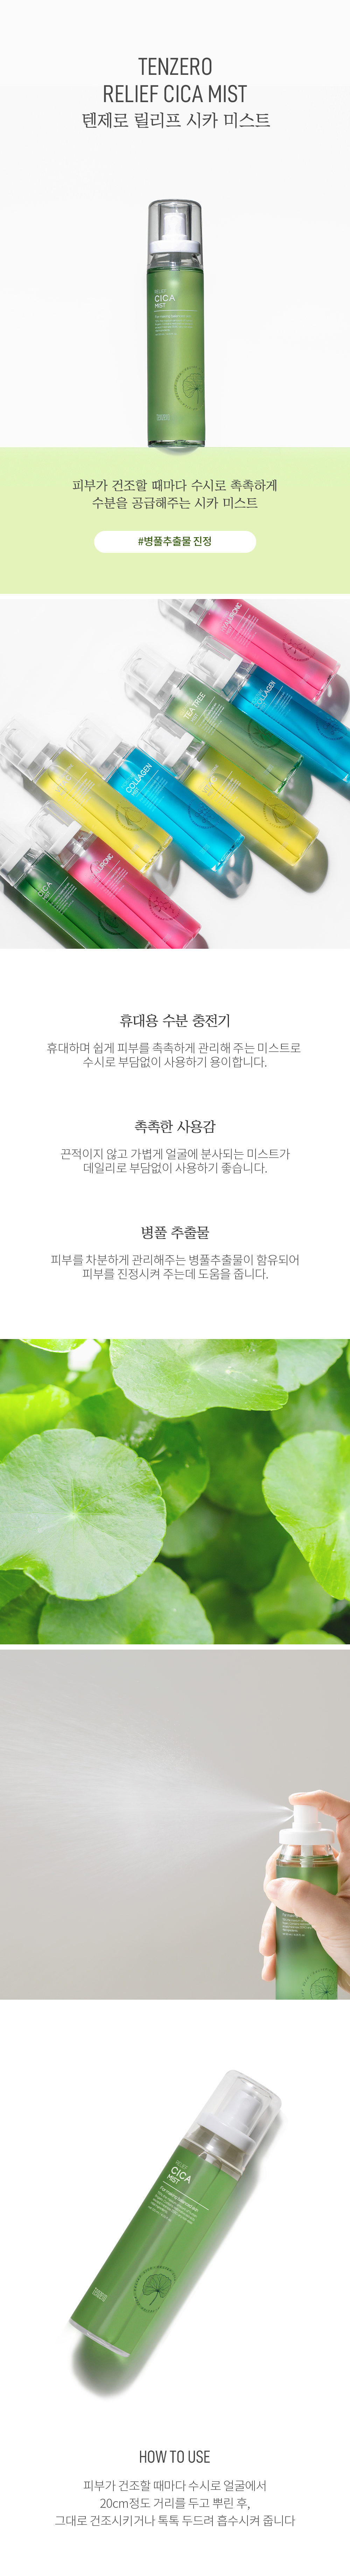 TENZERO
RELIEF CICA MIST
텐제로 릴리프 시카 미스트
RELIEF
CICA
MIST
피부가 건조할 때마다 수시로 촉촉하게
수분을 공급해주는 시카 미스트
#병풀추출물 진정
TEA TREE
COLLAGEN
COLLAGEN
CICA
휴대용 수분 충전기
휴대하며 쉽게 피부를 촉촉하게 관리해 주는 미스트로
수시로 부담없이 사용하기 용이합니다.
촉촉한 사용감
끈적이지 않고 가볍게 얼굴에 분사되는 미스트가
데일리로 부담없이 사용하기 좋습니다.
병풀 추출물
피부를 차분하게 관리해주는 병풀추출물이 함유되어
피부를 진정시켜 주는데 도움을 줍니다.
RELIEF
CICA
MIST
HOW TO USE
피부가 건조할 때마다 수시로 얼굴에서
20cm정도 거리를 두고 뿌린 후,
그대로 건조시키거나 톡톡 두드려 흡수시켜 줍니다